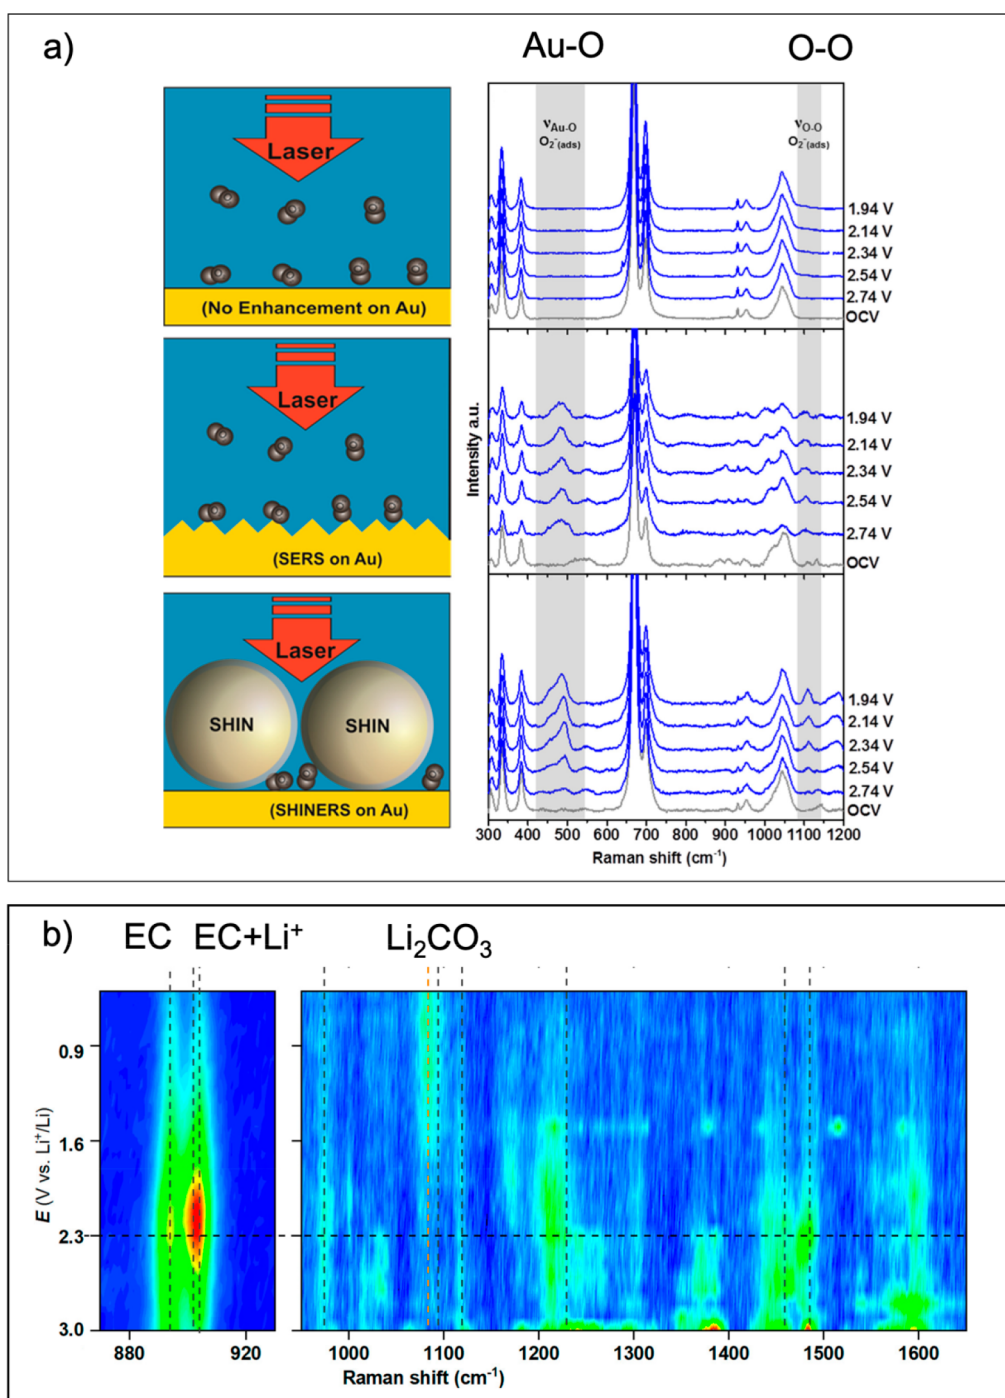 a)
Au-O
O-O
Laser
(No Enhancement on Au)
ν Au-O
O₂⁻(ads)
ν O-O
O₂⁻(ads)
1.94 V
2.14 V
2.34 V
2.54 V
2.74 V
OCV
Laser
(SERS on Au)
Intensity a.u.
1.94 V
2.14 V
2.34 V
2.54 V
2.74 V
OCV
Laser
SHIN
SHIN
(SHINERS on Au)
1.94 V
2.14 V
2.34 V
2.54 V
2.74 V
OCV
300 400 500 600 700 800 900 1000 1100 1200
Raman shift (cm⁻¹)
b)
EC
EC+Li⁺
Li₂CO₃
E (V vs. Li⁺/Li)
0.9
1.6
2.3
3.0
880 920 1000 1100 1200 1300 1400 1500 1600
Raman shift (cm⁻¹)